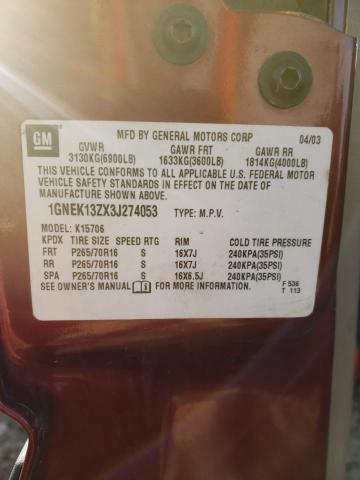 GM MFD BY GENERAL MOTORS CORP 04/03
GVWR GAWR FRT GAWR RR
3130KG(6900LB) 1633KG(3600LB) 1814KG(4000LB)
THIS VEHICLE CONFORMS TO ALL APPLICABLE U.S. FEDERAL MOTOR
VEHICLE SAFETY STANDARDS IN EFFECT ON THE DATE OF
MANUFACTURE SHOWN ABOVE.
1GNEK13ZX3J274053 TYPE: M.P.V.
MODEL: K15706
KPDX TIRE SIZE SPEED RTG RIM COLD TIRE PRESSURE
FRT P265/70R16 S 16X7J 240KPA(35PSI)
RR P265/70R16 S 16X7J 240KPA(35PSI)
SPA P265/70R16 S 16X6.5J 240KPA(35PSI)
SEE OWNER'S MANUAL FOR MORE INFORMATION. F 536
T 113